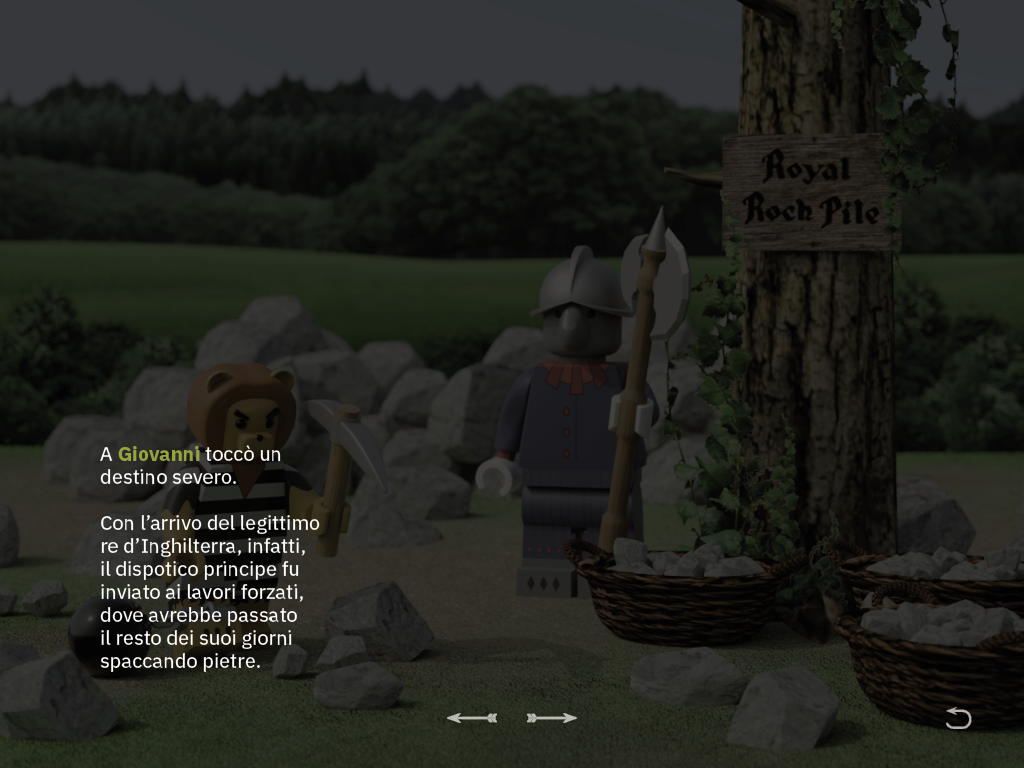 Royal
Rock Pile
A Giovanni toccò un
destino severo.
Con l’arrivo del legittimo
re d’Inghilterra, infatti,
il dispotico principe fu
inviato ai lavori forzati,
dove avrebbe passato
il resto dei suoi giorni
spaccando pietre.